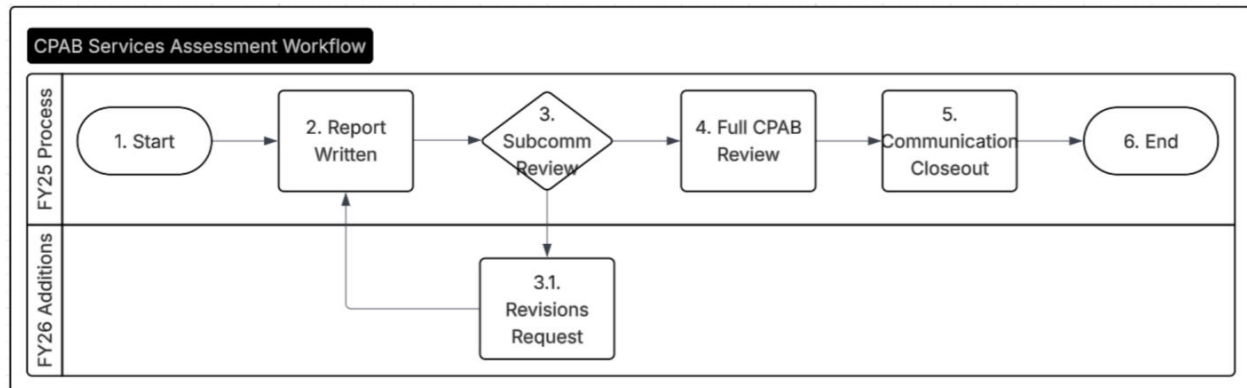 CPAB Services Assessment Workflow
FY25 Process
1. Start
2. Report
Written
3.
Subcomm
Review
4. Full CPAB
Review
5.
Communication
Closeout
6. End
FY26 Additions
3.1.
Revisions
Request